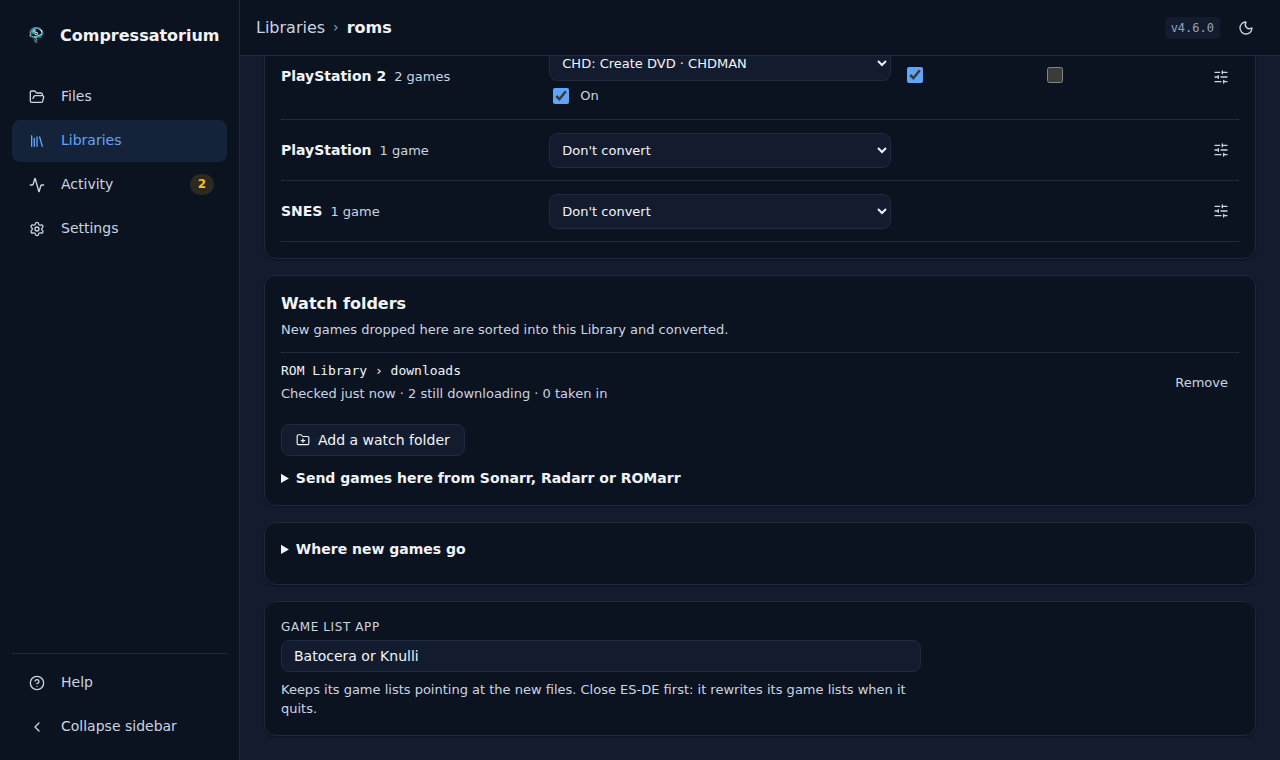 Compressatorium
Libraries › roms
v4.6.0
Files
Libraries
Activity 2
Settings
Help
Collapse sidebar
PlayStation 2 2 games
CHD: Create DVD · CHDMAN
On
PlayStation 1 game
Don't convert
SNES 1 game
Don't convert
Watch folders
New games dropped here are sorted into this Library and converted.
ROM Library › downloads
Checked just now · 2 still downloading · 0 taken in
Remove
Add a watch folder
Send games here from Sonarr, Radarr or ROMarr
Where new games go
GAME LIST APP
Batocera or Knulli
Keeps its game lists pointing at the new files. Close ES-DE first: it rewrites its game lists when it
quits.